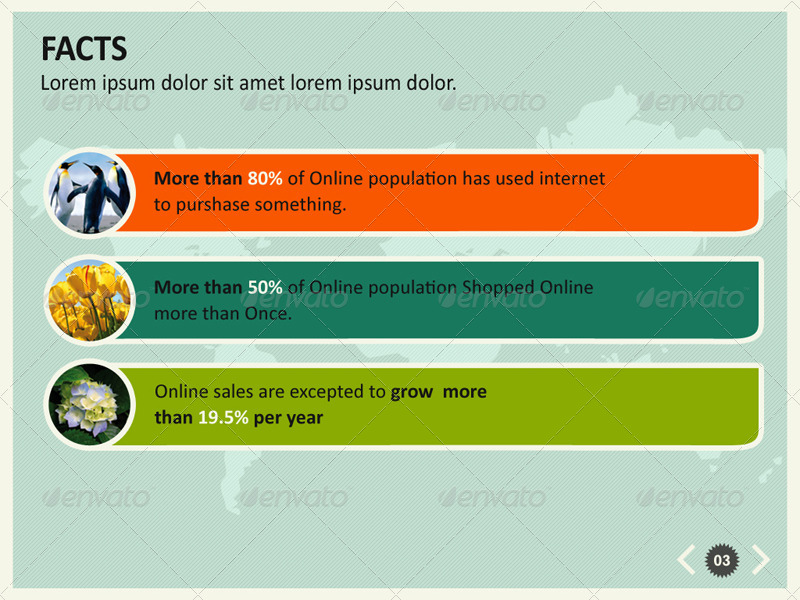 FACTS
Lorem ipsum dolor sit amet lorem ipsum dolor.
envato envato envato envato
More than 80% of Online population has used internet
to purshase something.
More than 50% of Online population Shopped Online
more than Once.
envato envato envato envato
Online sales are excepted to grow more
than 19.5% per year
envato envato envato envato
03